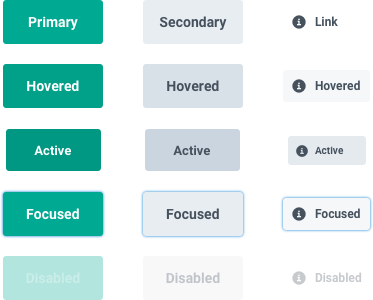 Primary Secondary Link
Hovered Hovered Hovered
Active Active Active
Focused Focused Focused
Disabled Disabled Disabled